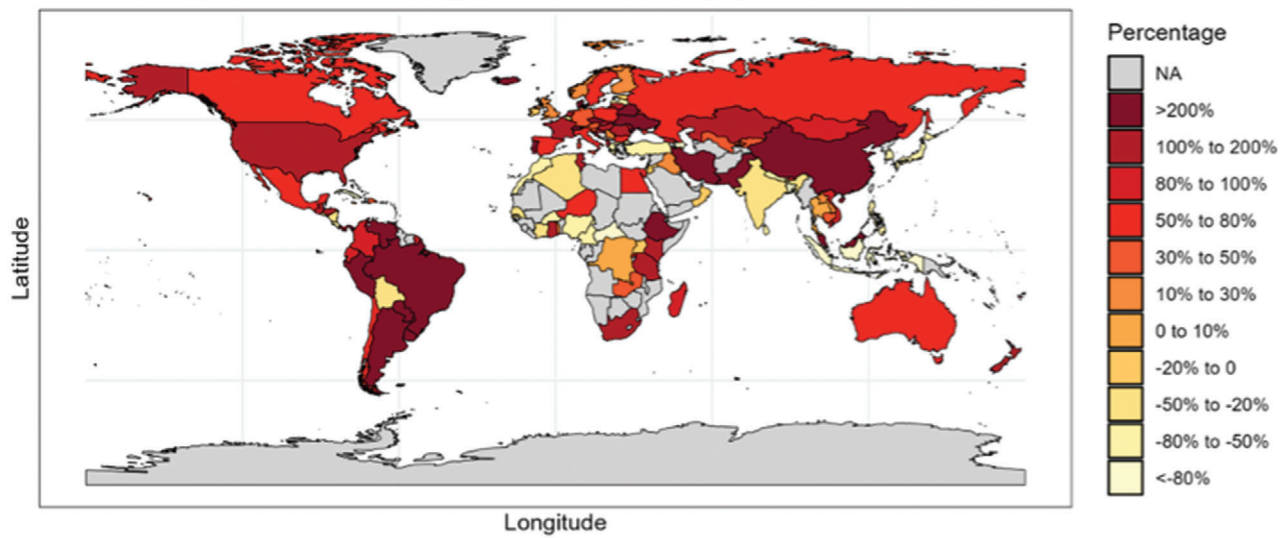 Percentage
NA
>200%
100% to 200%
80% to 100%
50% to 80%
30% to 50%
10% to 30%
0 to 10%
-20% to 0
-50% to -20%
-80% to -50%
<-80%
Latitude
Longitude